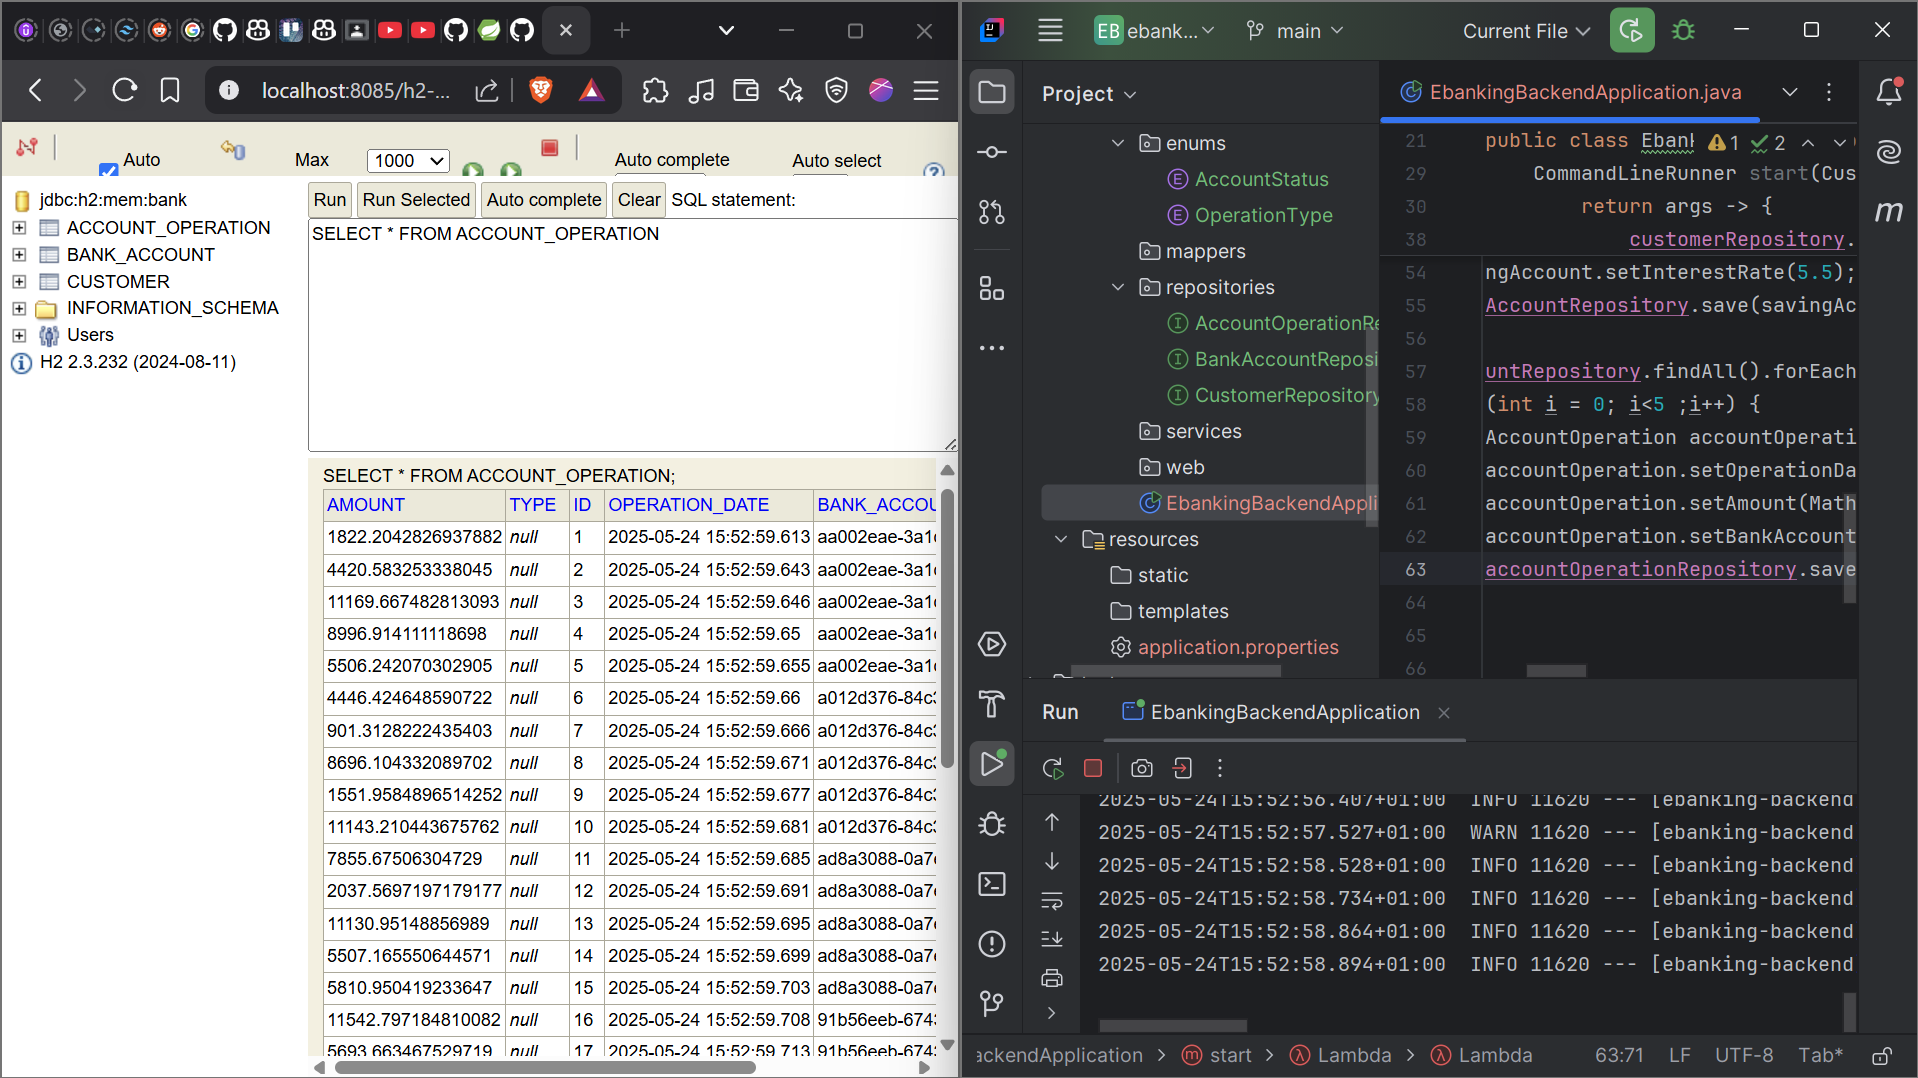 localhost:8085/h2-...
Auto
Max
1000
Auto complete
Auto select
jdbc:h2:mem:bank
ACCOUNT_OPERATION
BANK_ACCOUNT
CUSTOMER
INFORMATION_SCHEMA
Users
H2 2.3.232 (2024-08-11)
Run Run Selected Auto complete Clear SQL statement:
SELECT * FROM ACCOUNT_OPERATION
SELECT * FROM ACCOUNT_OPERATION;
AMOUNT TYPE ID OPERATION_DATE BANK_ACCOU
1822.2042826937882 null 1 2025-05-24 15:52:59.613 aa002eae-3a1
4420.583253338045 null 2 2025-05-24 15:52:59.643 aa002eae-3a1
11169.667482813093 null 3 2025-05-24 15:52:59.646 aa002eae-3a1
8996.914111118698 null 4 2025-05-24 15:52:59.65 aa002eae-3a1
5506.242070302905 null 5 2025-05-24 15:52:59.655 aa002eae-3a1
4446.424648590722 null 6 2025-05-24 15:52:59.66 a012d376-84c
901.3128222435403 null 7 2025-05-24 15:52:59.666 a012d376-84c
8696.104332089702 null 8 2025-05-24 15:52:59.671 a012d376-84c
1551.9584896514252 null 9 2025-05-24 15:52:59.677 a012d376-84c
11143.210443675762 null 10 2025-05-24 15:52:59.681 a012d376-84c
7855.67506304729 null 11 2025-05-24 15:52:59.685 ad8a3088-0a7
2037.5697197179177 null 12 2025-05-24 15:52:59.691 ad8a3088-0a7
11130.95148856989 null 13 2025-05-24 15:52:59.695 ad8a3088-0a7
5507.165550644571 null 14 2025-05-24 15:52:59.699 ad8a3088-0a7
5810.950419233647 null 15 2025-05-24 15:52:59.703 ad8a3088-0a7
11542.797184810082 null 16 2025-05-24 15:52:59.708 91b56eeb-674
5693.663467529719 null 17 2025-05-24 15:52:59.713 91b56eeb-674
EB ebank... main Current File
Project
enums
AccountStatus
OperationType
mappers
repositories
AccountOperationRe
BankAccountReposi
CustomerRepository
services
web
EbankingBackendAppli
resources
static
templates
application.properties
EbankingBackendApplication.java
21 public class Ebank 1 2
29 CommandLineRunner start(Cus
30 return args -> {
38 customerRepository.
54 ngAccount.setInterestRate(5.5);
55 AccountRepository.save(savingAc
56
57 untRepository.findAll().forEach
58 (int i = 0; i<5 ;i++) {
59 AccountOperation accountOperati
60 accountOperation.setOperationDa
61 accountOperation.setAmount(Math
62 accountOperation.setBankAccount
63 accountOperationRepository.save
64
65
66
m
Run EbankingBackendApplication
2025-05-24T15:52:56.407+01:00 INFO 11620 --- [ebanking-backend
2025-05-24T15:52:57.527+01:00 WARN 11620 --- [ebanking-backend
2025-05-24T15:52:58.528+01:00 INFO 11620 --- [ebanking-backend
2025-05-24T15:52:58.734+01:00 INFO 11620 --- [ebanking-backend
2025-05-24T15:52:58.864+01:00 INFO 11620 --- [ebanking-backend
2025-05-24T15:52:58.894+01:00 INFO 11620 --- [ebanking-backend
ackendApplication > start > Lambda > Lambda 63:71 LF UTF-8 Tab*